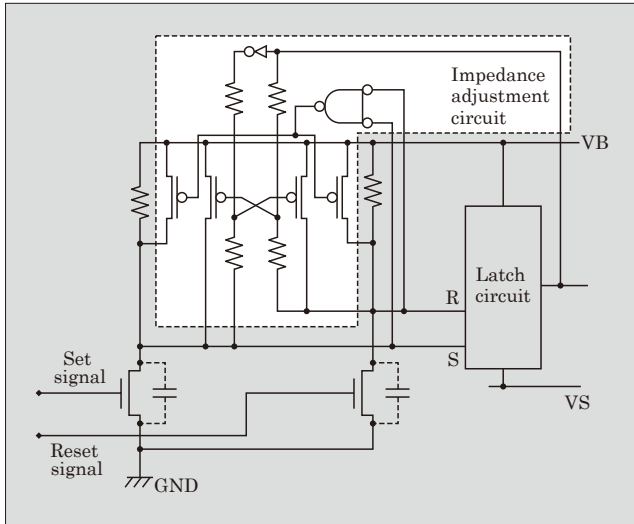 Impedance
adjustment
circuit
VB
Latch
circuit
R
S
Set
signal
VS
Reset
signal
GND